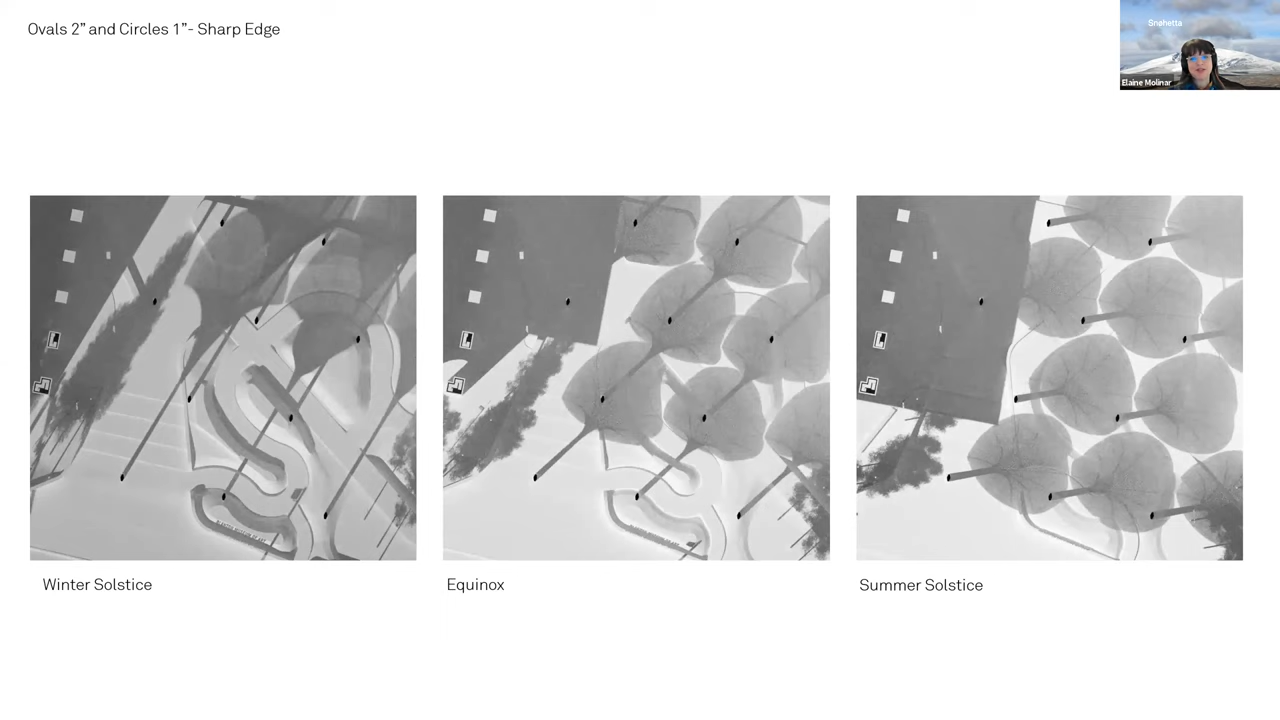 Ovals 2” and Circles 1”- Sharp Edge
Snøhetta
Elaine Molinar
Winter Solstice
Equinox
Summer Solstice